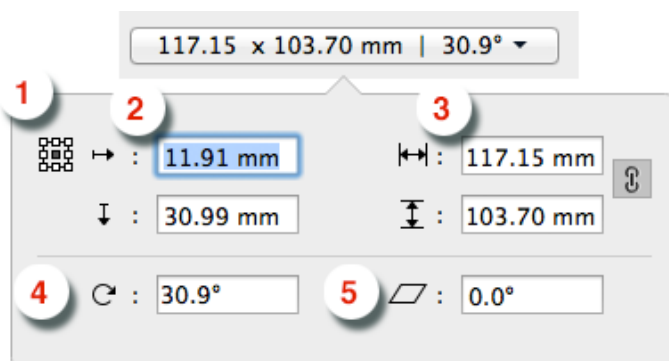 117.15 x 103.70 mm | 30.9°
1 2 3
: 11.91 mm : 117.15 mm
: 30.99 mm : 103.70 mm
4 : 30.9° 5 : 0.0°